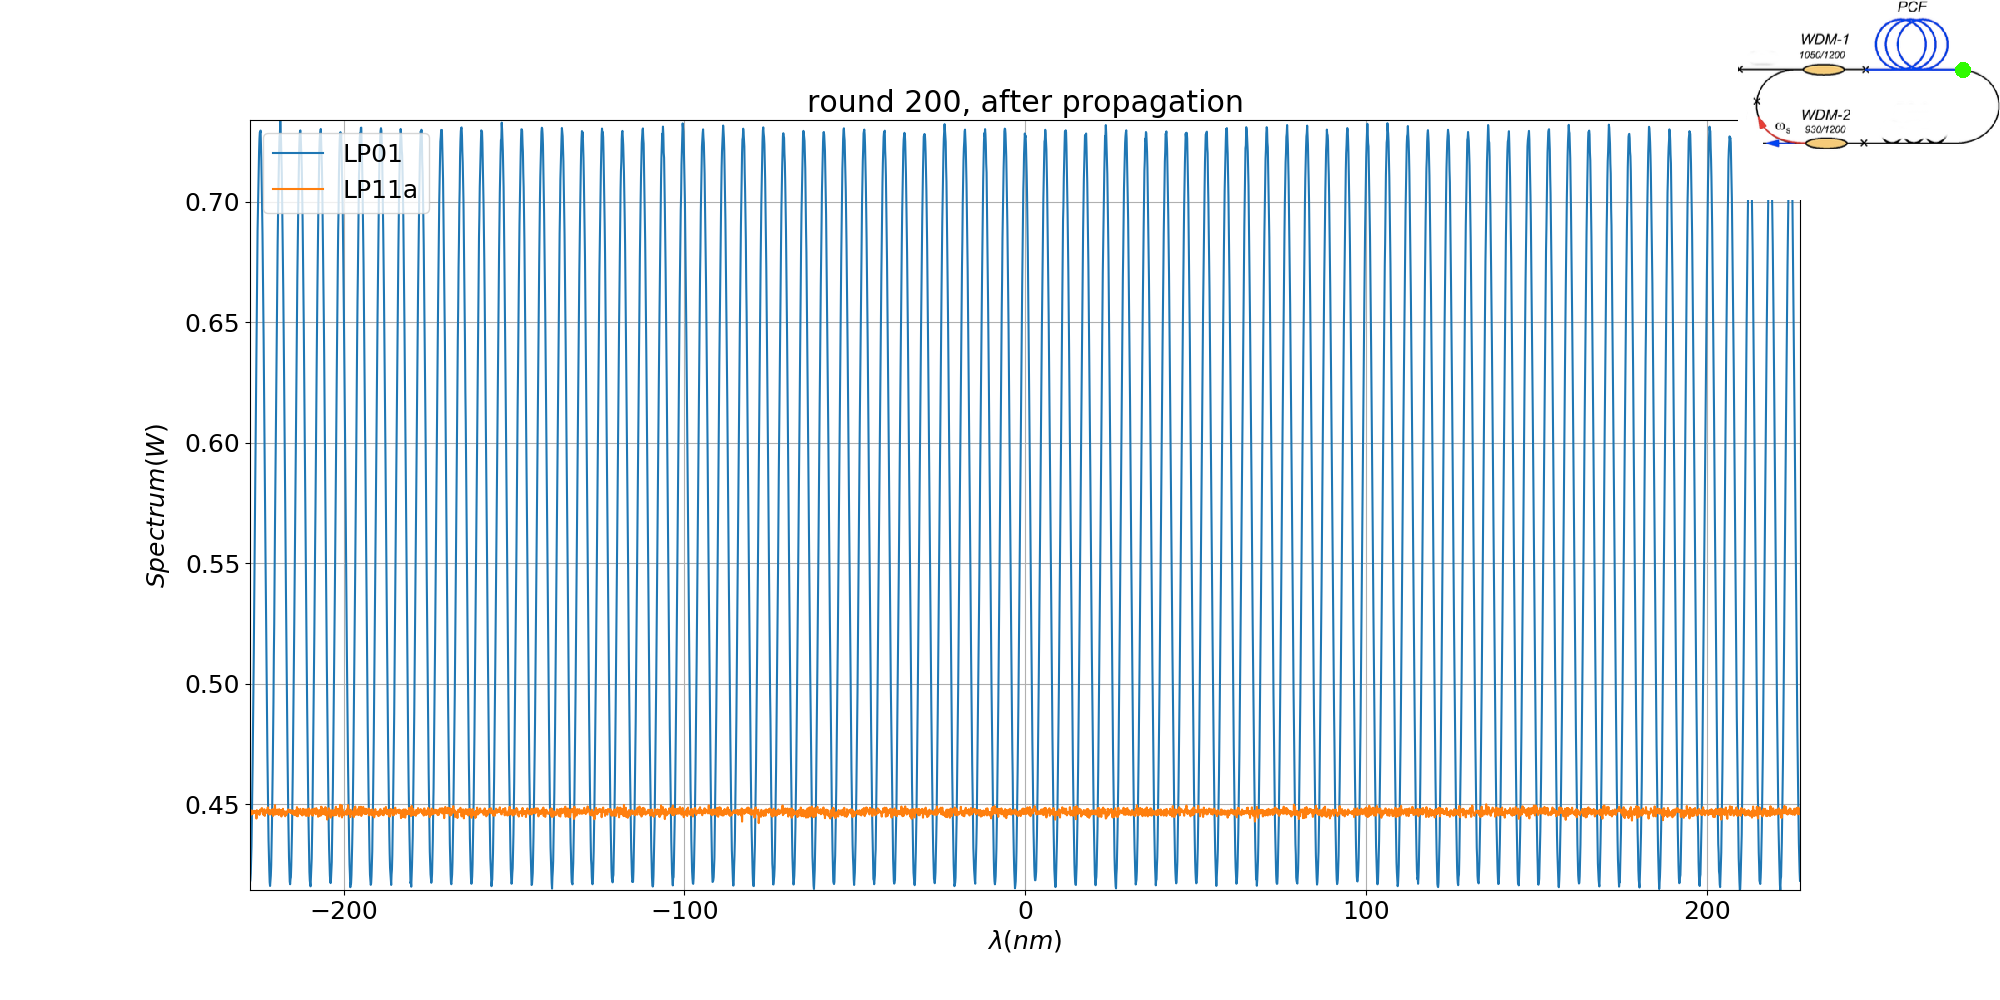 PCF
WDM-1
1050/1200
round 200, after propagation
WDM-2
ωs
930/1200
LP01
LP11a
0.70
0.65
0.60
0.55
0.50
0.45
Spectrum(W)
−200
−100
0
100
200
λ(nm)